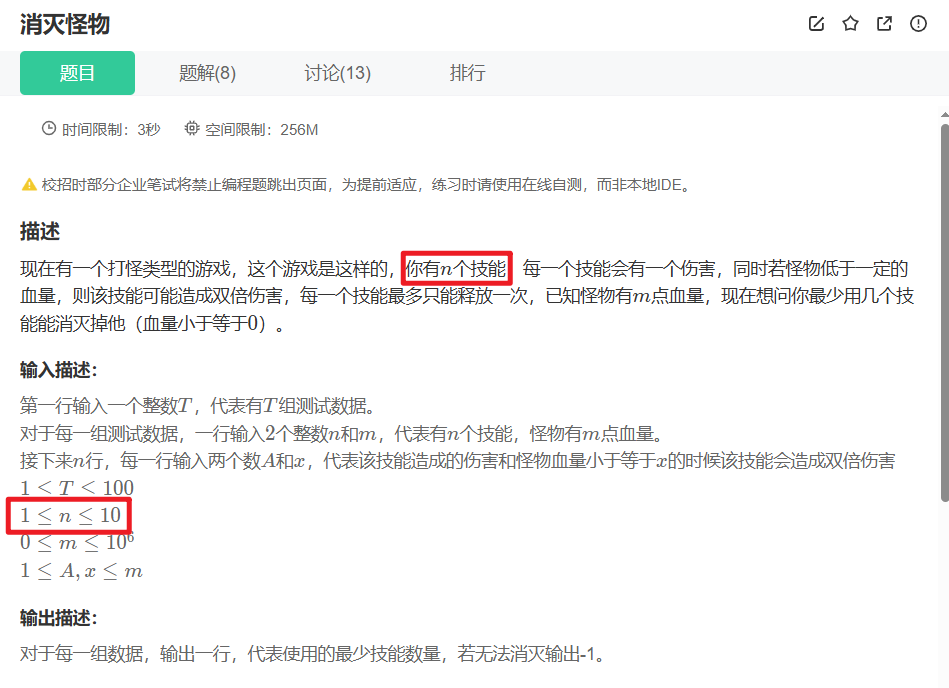 消灭怪物
题目 题解(8) 讨论(13) 排行
时间限制：3秒 空间限制：256M
校招时部分企业笔试将禁止编程题跳出页面，为提前适应，练习时请使用在线自测，而非本地IDE。
描述
现在有一个打怪类型的游戏，这个游戏是这样的，你有n个技能，每一个技能会有一个伤害，同时若怪物低于一定的
血量，则该技能可能造成双倍伤害，每一个技能最多只能释放一次，已知怪物有m点血量，现在想问你最少用几个技
能能消灭掉他（血量小于等于0）。
输入描述：
第一行输入一个整数T，代表有T组测试数据。
对于每一组测试数据，一行输入2个整数n和m，代表有n个技能，怪物有m点血量。
接下来n行，每一行输入两个数A和x，代表该技能造成的伤害和怪物血量小于等于x的时候该技能会造成双倍伤害
1 ≤ T ≤ 100
1 ≤ n ≤ 10
0 ≤ m ≤ 10⁶
1 ≤ A, x ≤ m
输出描述：
对于每一组数据，输出一行，代表使用的最少技能数量，若无法消灭输出-1。